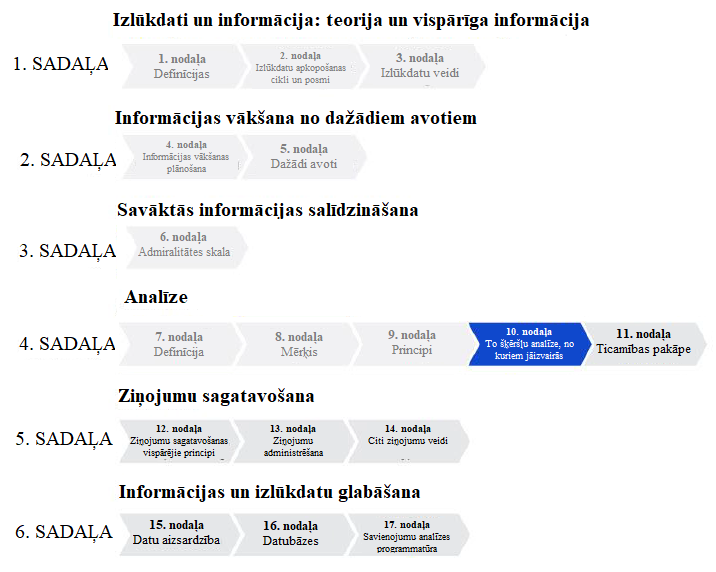 Izlūkdati un informācija: teorija un vispārīga informācija
1. SADAĻA
1. nodaļa
Definīcijas
2. nodaļa
Izlūkdatu apkopošanas
cikli un posmi
3. nodaļa
Izlūkdatu veidi
Informācijas vākšana no dažādiem avotiem
2. SADAĻA
4. nodaļa
Informācijas vākšanas
plānošana
5. nodaļa
Dažādi avoti
Savāktās informācijas salīdzināšana
3. SADAĻA
6. nodaļa
Admiralitātes skala
Analīze
4. SADAĻA
7. nodaļa
Definīcija
8. nodaļa
Mērķis
9. nodaļa
Principi
10. nodaļa
To šķēršļu analīze, no
kuriem jāizvairās
11. nodaļa
Ticamības pakāpe
Ziņojumu sagatavošana
5. SADAĻA
12. nodaļa
Ziņojumu sagatavošanas
vispārējie principi
13. nodaļa
Ziņojumu
administrēšana
14. nodaļa
Citi ziņojumu veidi
Informācijas un izlūkdatu glabāšana
6. SADAĻA
15. nodaļa
Datu aizsardzība
16. nodaļa
Datubāzes
17. nodaļa
Savienojumu analīzes
programmatūra